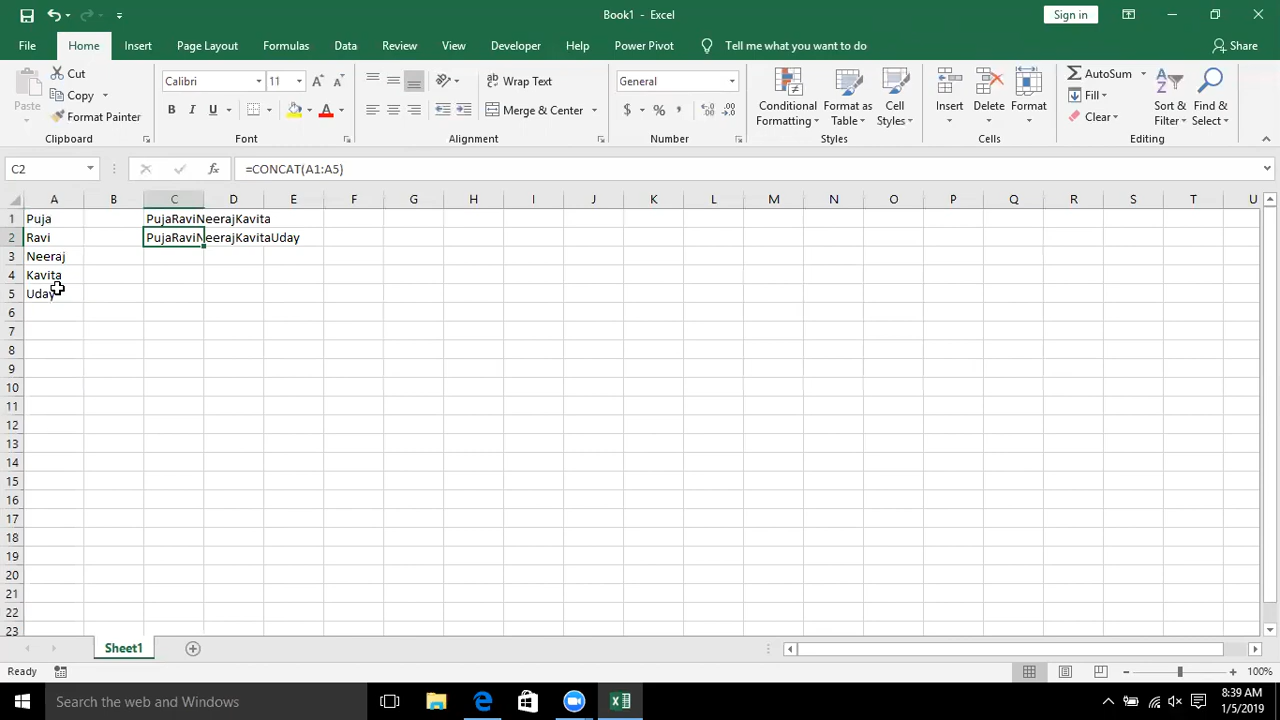 Book1 - Excel
Sign in
File Home Insert Page Layout Formulas Data Review View Developer Help Power Pivot Tell me what you want to do Share
Paste
Cut
Copy
Format Painter
Clipboard
Calibri 11
B I U
Font
Wrap Text
Merge & Center
Alignment
General
$ % ,
Number
Conditional Formatting
Format as Table
Cell Styles
Styles
Insert Delete Format
Cells
AutoSum
Fill
Clear
Sort & Filter
Find & Select
Editing
C2 fx =CONCAT(A1:A5)
A B C D E F G H I J K L M N O P Q R S T U
1 Puja PujaRaviNeerajKavita
2 Ravi PujaRaviNeerajKavitaUday
3 Neeraj
4 Kavita
5 Uday
6
7
8
9
10
11
12
13
14
15
16
17
18
19
20
21
22
23
Sheet1
Ready 100%
Search the web and Windows
8:39 AM
1/5/2019